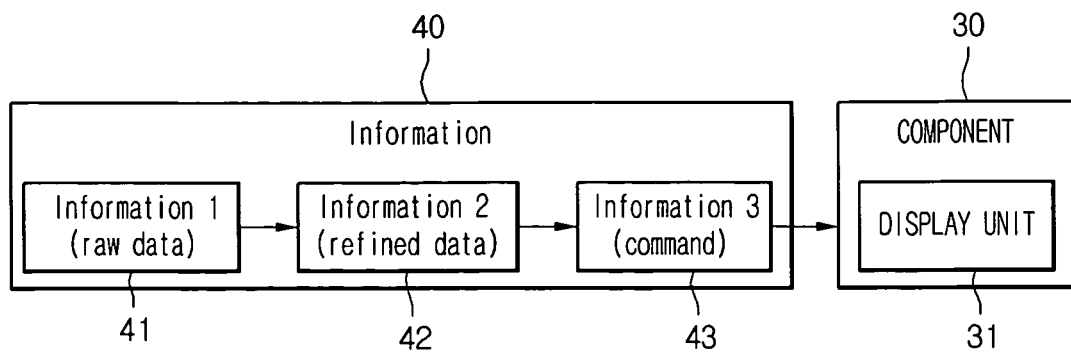 40
30
Information
COMPONENT
Information 1
(raw data)
Information 2
(refined data)
Information 3
(command)
DISPLAY UNIT
41
42
43
31